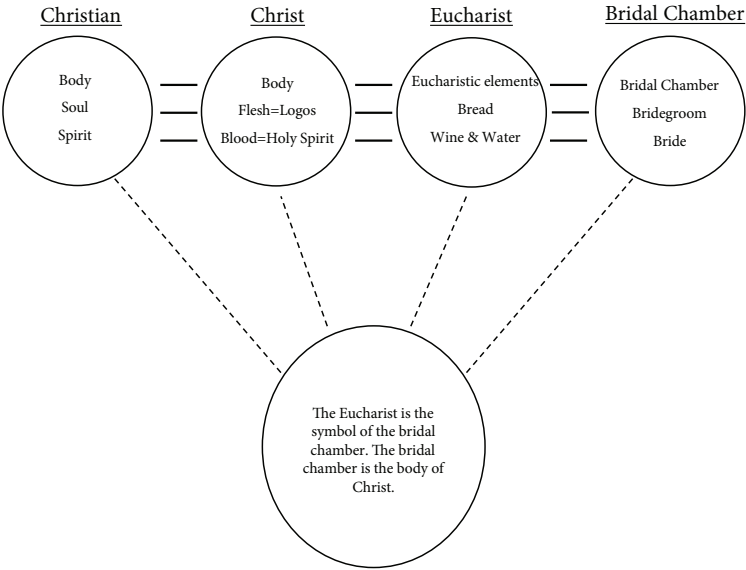 Christian
Christ
Eucharist
Bridal Chamber
Body
Soul
Spirit
Body
Flesh=Logos
Blood=Holy Spirit
Eucharistic elements
Bread
Wine & Water
Bridal Chamber
Bridegroom
Bride
The Eucharist is the
symbol of the bridal
chamber. The bridal
chamber is the body of
Christ.